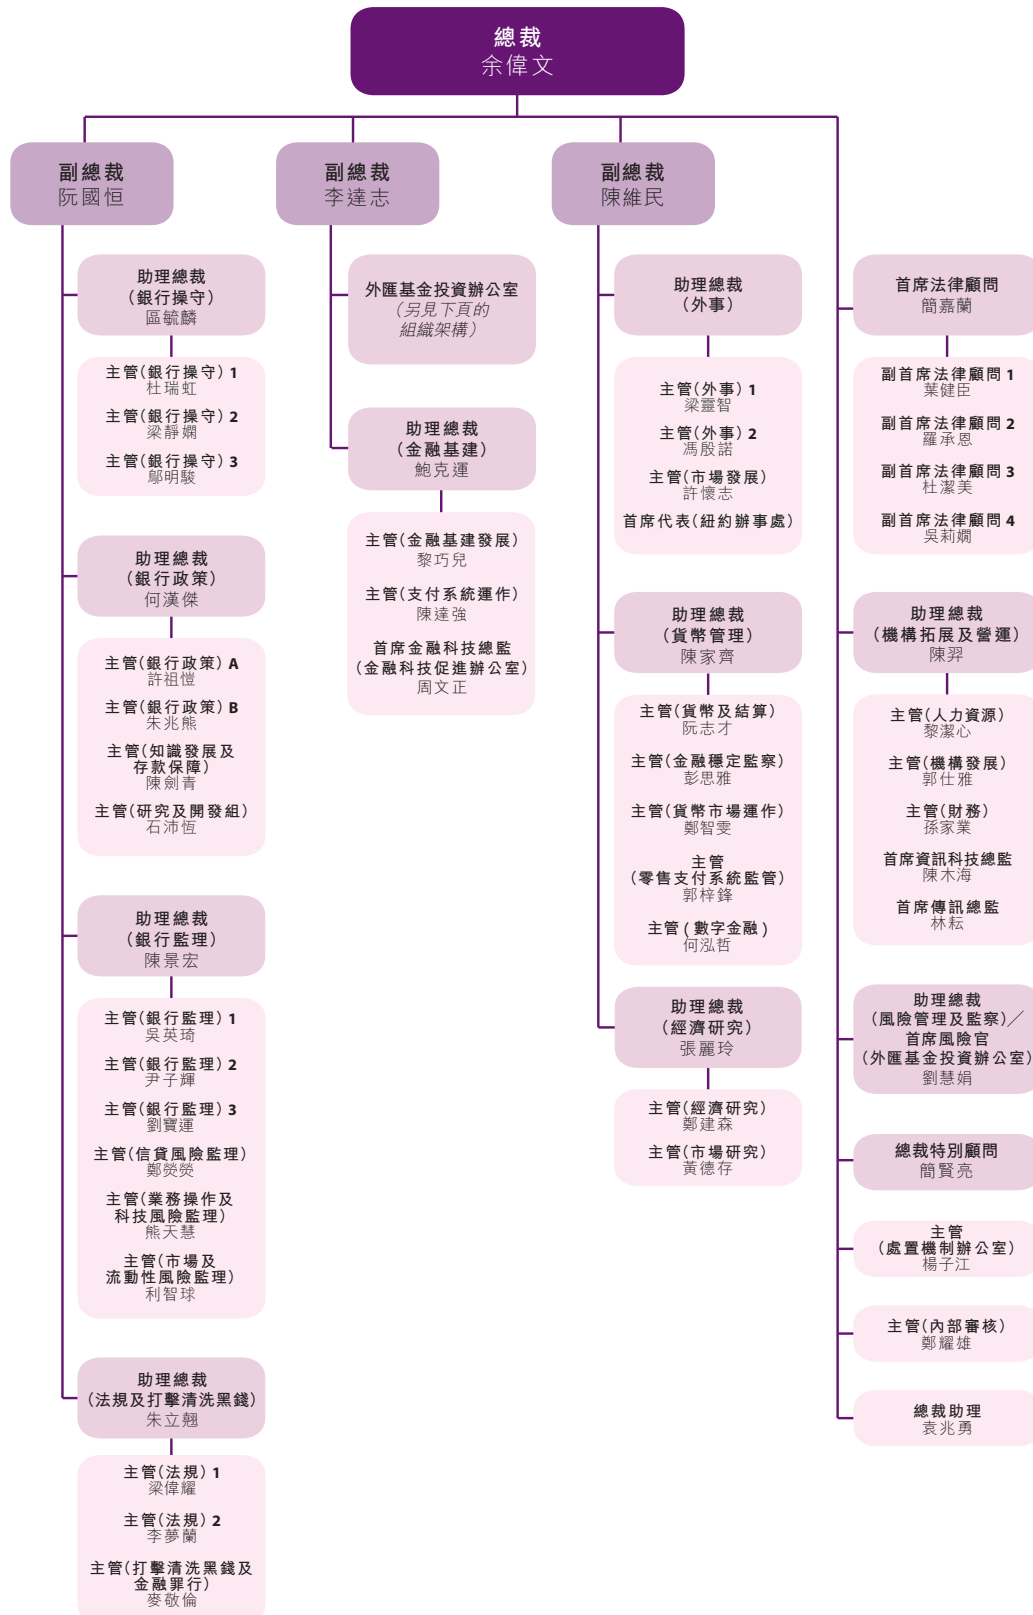 總裁
余偉文
副總裁
阮國恒
助理總裁
(銀行操守)
區毓麟
主管(銀行操守) 1
杜瑞虹
主管(銀行操守) 2
梁靜嫻
主管(銀行操守) 3
鄔明駿
助理總裁
(銀行政策)
何漢傑
主管(銀行政策) A
許祖愷
主管(銀行政策) B
朱兆熊
主管(知識發展及
存款保障)
陳劍青
主管(研究及開發組)
石沛恆
助理總裁
(銀行監理)
陳景宏
主管(銀行監理) 1
吳英琦
主管(銀行監理) 2
尹子輝
主管(銀行監理) 3
劉寶運
主管(信貸風險監理)
鄭熒熒
主管(業務操作及
科技風險監理)
熊天慧
主管(市場及
流動性風險監理)
利智球
助理總裁
(法規及打擊清洗黑錢)
朱立翹
主管(法規) 1
梁偉耀
主管(法規) 2
李夢蘭
主管(打擊清洗黑錢及
金融罪行)
麥敬倫
副總裁
李達志
外匯基金投資辦公室
(另見下頁的
組織架構)
助理總裁
(金融基建)
鮑克運
主管(金融基建發展)
黎巧兒
主管(支付系統運作)
陳達強
首席金融科技總監
(金融科技促進辦公室)
周文正
副總裁
陳維民
助理總裁
(外事)
主管(外事) 1
梁靈智
主管(外事) 2
馮殷諾
主管(市場發展)
許懷志
首席代表(紐約辦事處)
助理總裁
(貨幣管理)
陳家齊
主管(貨幣及結算)
阮志才
主管(金融穩定監察)
彭思雅
主管(貨幣市場運作)
鄭智雯
主管
(零售支付系統監管)
郭梓鋒
主管(數字金融)
何泓哲
助理總裁
(經濟研究)
張麗玲
主管(經濟研究)
鄭建森
主管(市場研究)
黃德存
首席法律顧問
簡嘉蘭
副首席法律顧問 1
葉健臣
副首席法律顧問 2
羅承恩
副首席法律顧問 3
杜潔美
副首席法律顧問 4
吳莉嫻
助理總裁
(機構拓展及營運)
陳羿
主管(人力資源)
黎潔心
主管(機構發展)
郭仕雅
主管(財務)
孫家業
首席資訊科技總監
陳木海
首席傳訊總監
林耘
助理總裁
(風險管理及監察)／
首席風險官
(外匯基金投資辦公室)
劉慧娟
總裁特別顧問
簡賢亮
主管
(處置機制辦公室)
楊子江
主管(內部審核)
鄭耀雄
總裁助理
袁兆勇